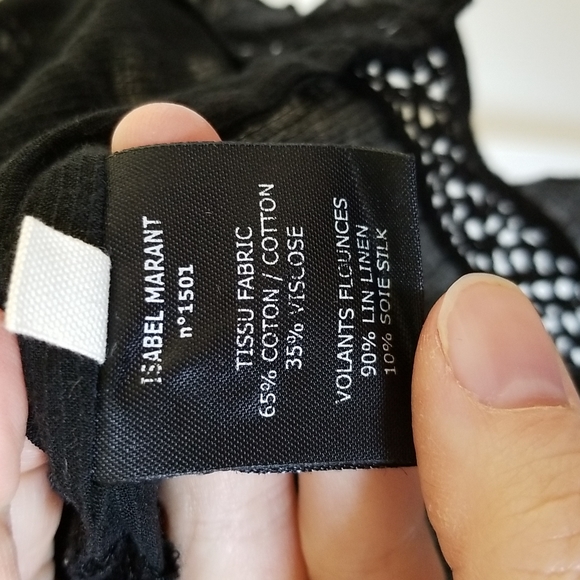 ISABEL MARANT
n°1501
TISSU FABRIC
65% COTON / COTTON
35% VISCOSE
VOLANTS FLOUNCES
90% LIN LINEN
10% SOIE SILK